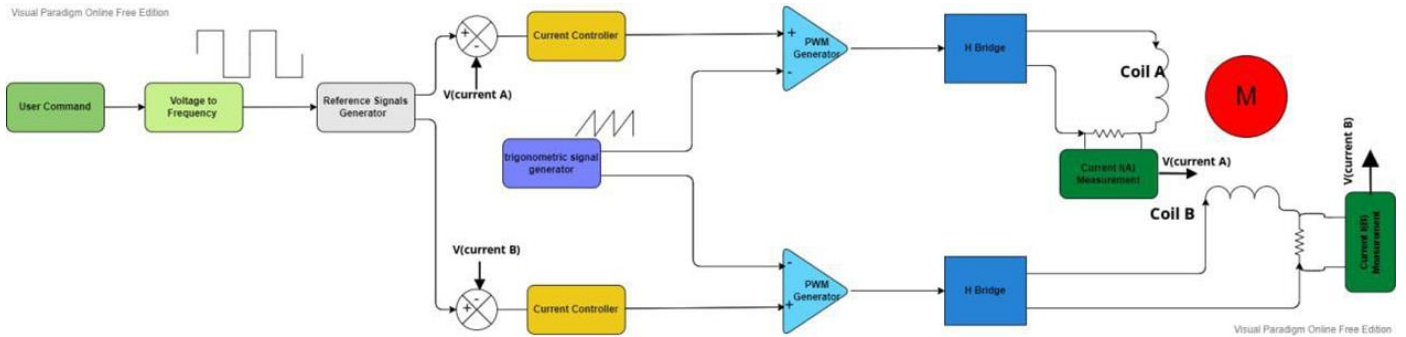 Visual Paradigm Online Free Edition
User Command
Voltage to
Frequency
Reference Signals
Generator
+
-
V(current A)
Current Controller
trigonometric signal
generator
+
-
PWM
Generator
H Bridge
Coil A
M
Current I(A)
Measurement
V(current A)
V(current B)
-
+
Current Controller
-
+
PWM
Generator
H Bridge
Coil B
Current I(B)
Measurement
V(current B)
Visual Paradigm Online Free Edition